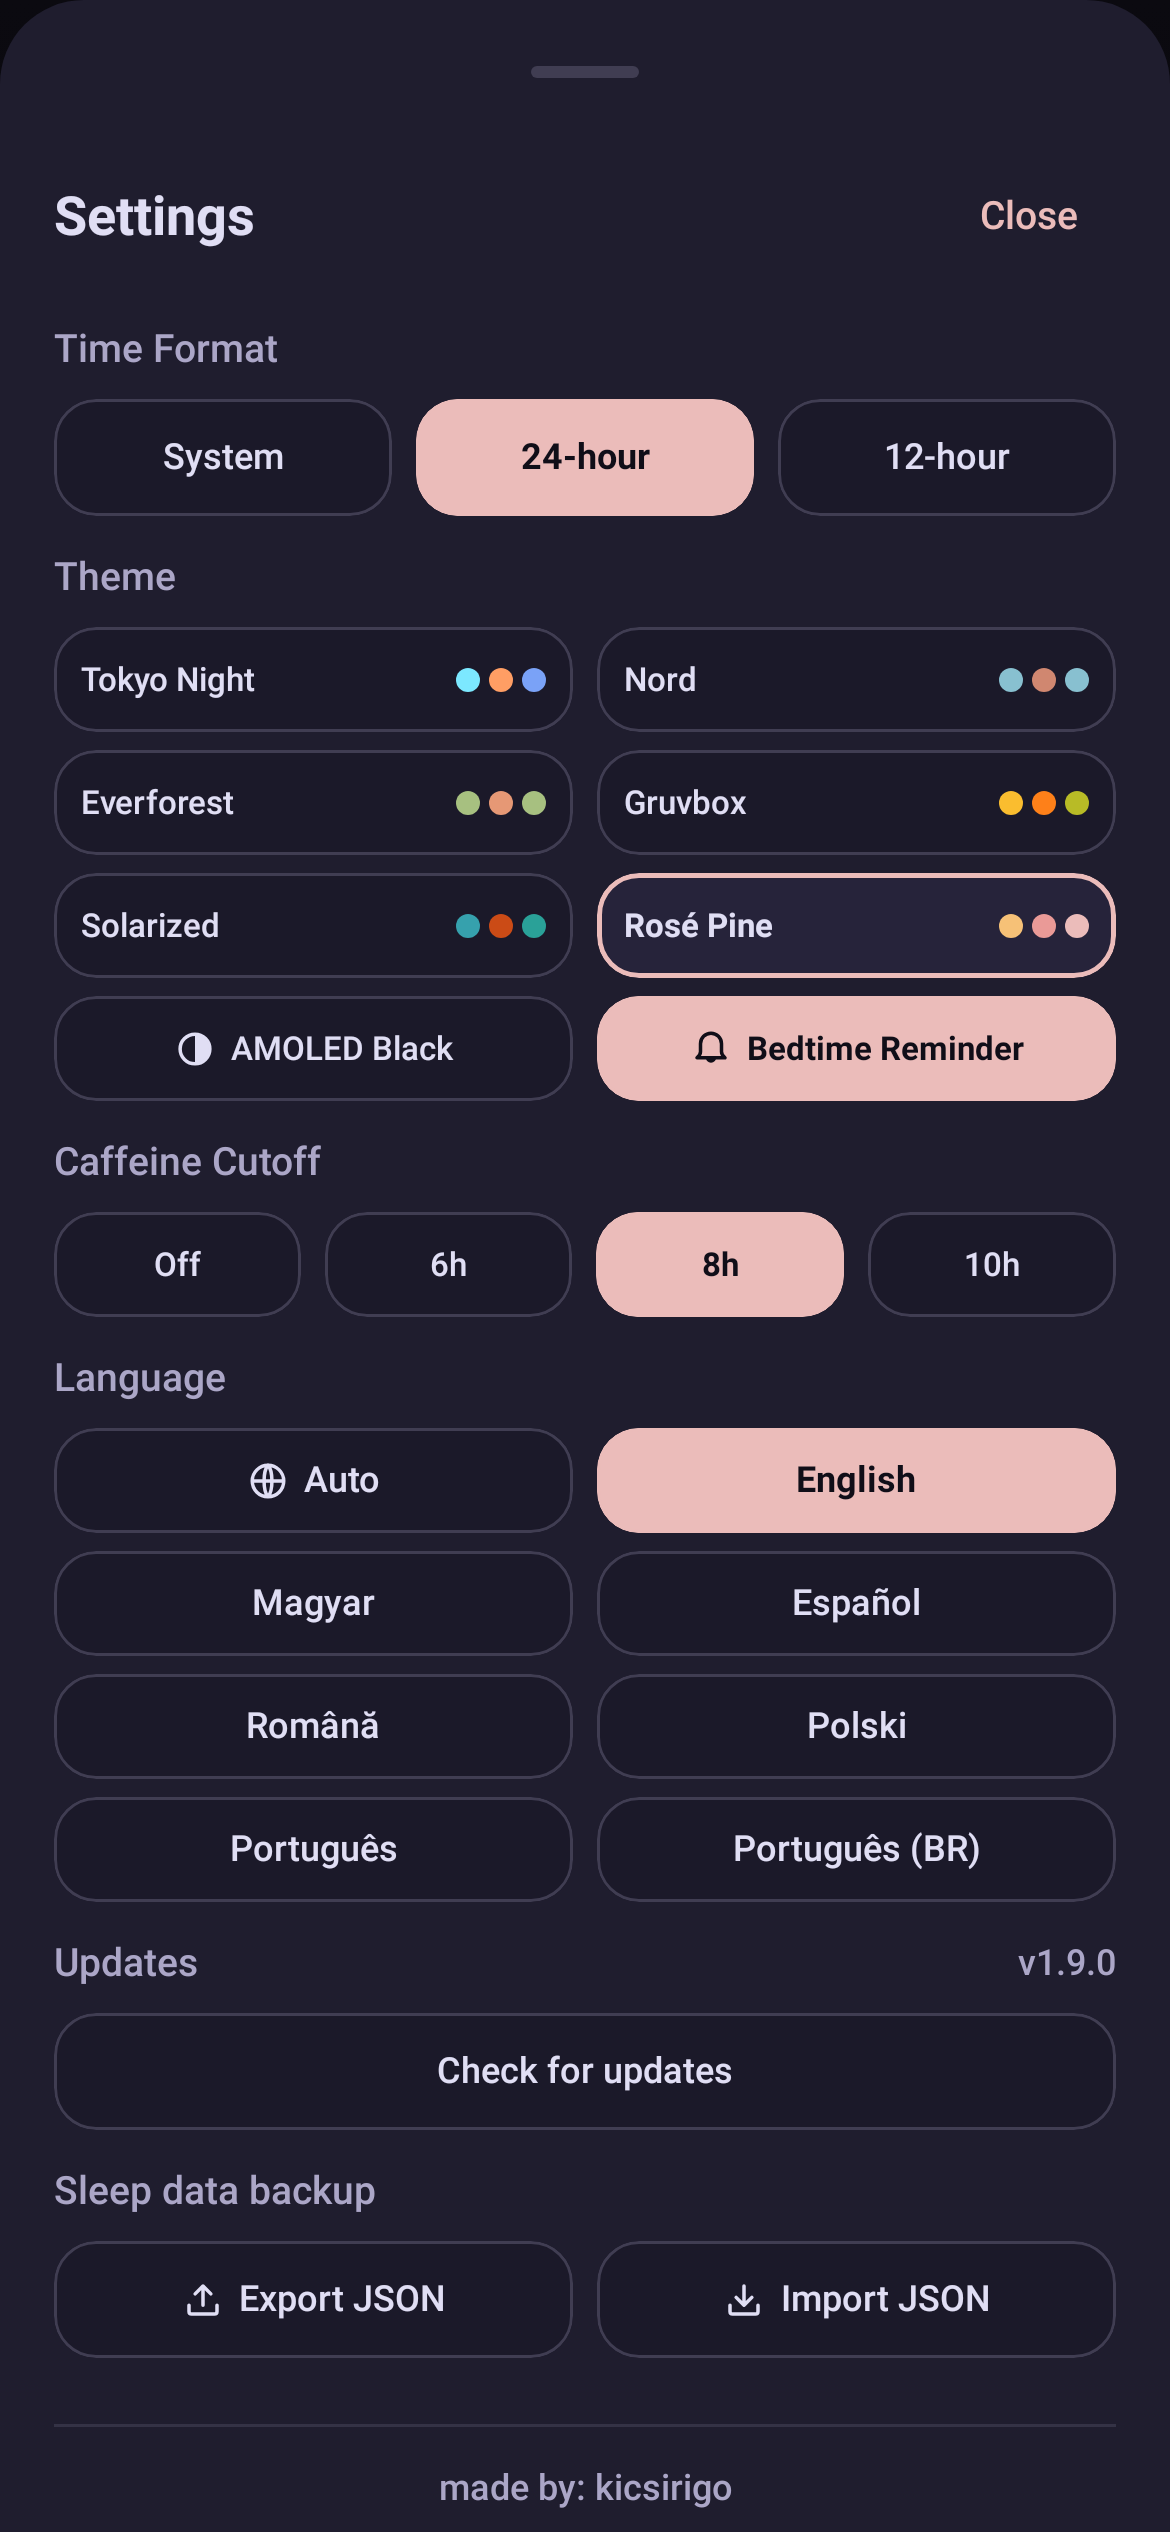 Settings
Close
Time Format
System
24-hour
12-hour
Theme
Tokyo Night
Nord
Everforest
Gruvbox
Solarized
Rosé Pine
AMOLED Black
Bedtime Reminder
Caffeine Cutoff
Off
6h
8h
10h
Language
Auto
English
Magyar
Español
Română
Polski
Português
Português (BR)
Updates
v1.9.0
Check for updates
Sleep data backup
Export JSON
Import JSON
made by: kicsirigo